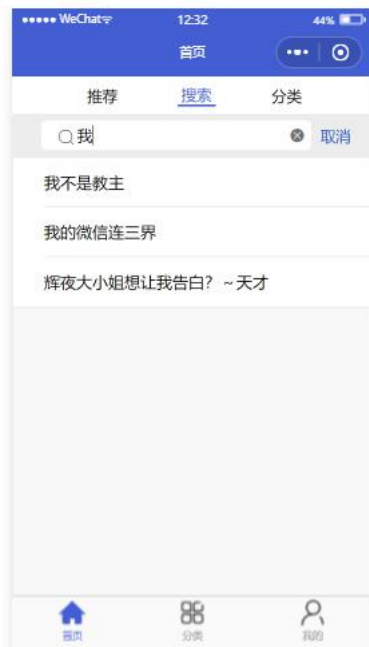 WeChat 12:32 44%
首页
推荐 搜索 分类
我 取消
我不是教主
我的微信连三界
辉夜大小姐想让我告白？~天才
首页 分类 我的